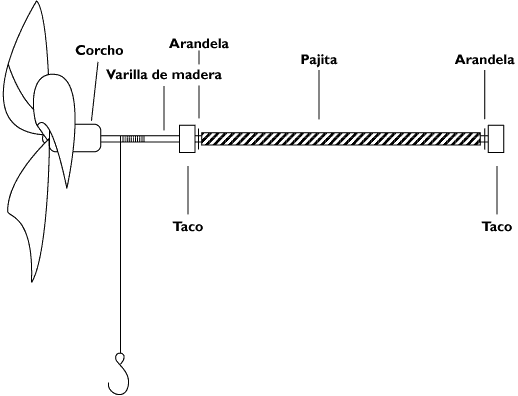 Arandela
Corcho
Pajita
Arandela
Varilla de madera
Taco
Taco